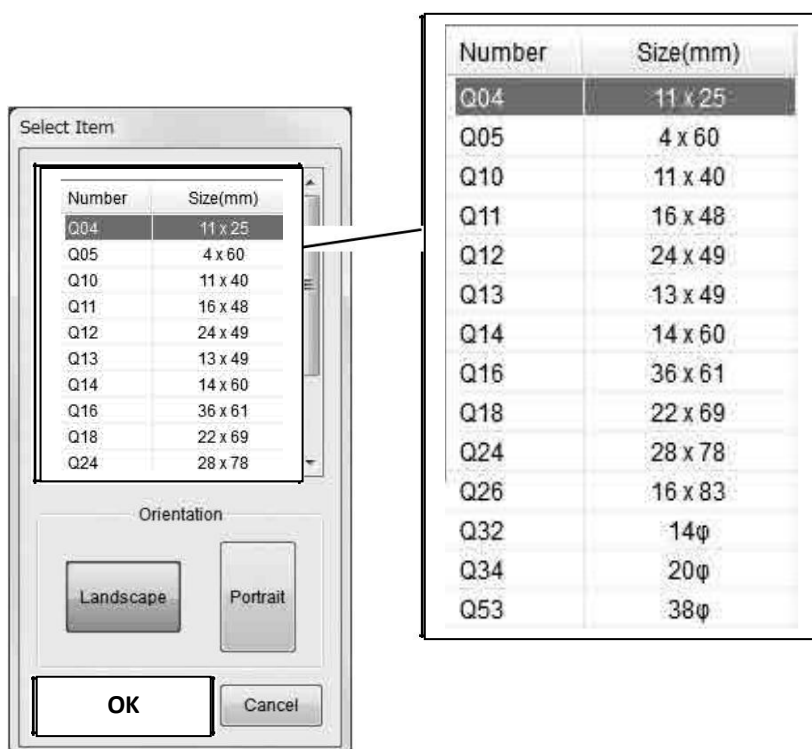 Select Item
Number Size(mm)
Q04 11 x 25
Q05 4 x 60
Q10 11 x 40
Q11 16 x 48
Q12 24 x 49
Q13 13 x 49
Q14 14 x 60
Q16 36 x 61
Q18 22 x 69
Q24 28 x 78
Orientation
Landscape Portrait
OK Cancel
Number Size(mm)
Q04 11 x 25
Q05 4 x 60
Q10 11 x 40
Q11 16 x 48
Q12 24 x 49
Q13 13 x 49
Q14 14 x 60
Q16 36 x 61
Q18 22 x 69
Q24 28 x 78
Q26 16 x 83
Q32 14φ
Q34 20φ
Q53 38φ